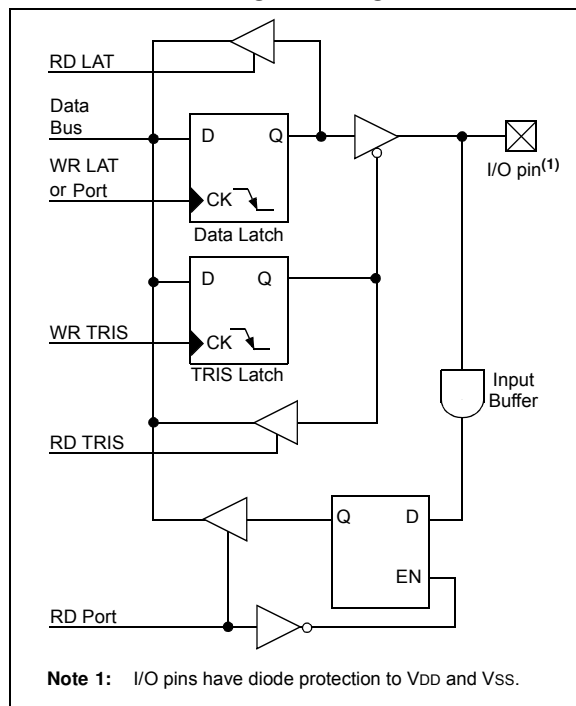 RD LAT
Data
Bus
D Q
WR LAT
or Port
CK
Data Latch
I/O pin(1)
D Q
WR TRIS
CK
TRIS Latch
Input
Buffer
RD TRIS
Q D
EN
RD Port
Note 1: I/O pins have diode protection to VDD and VSS.